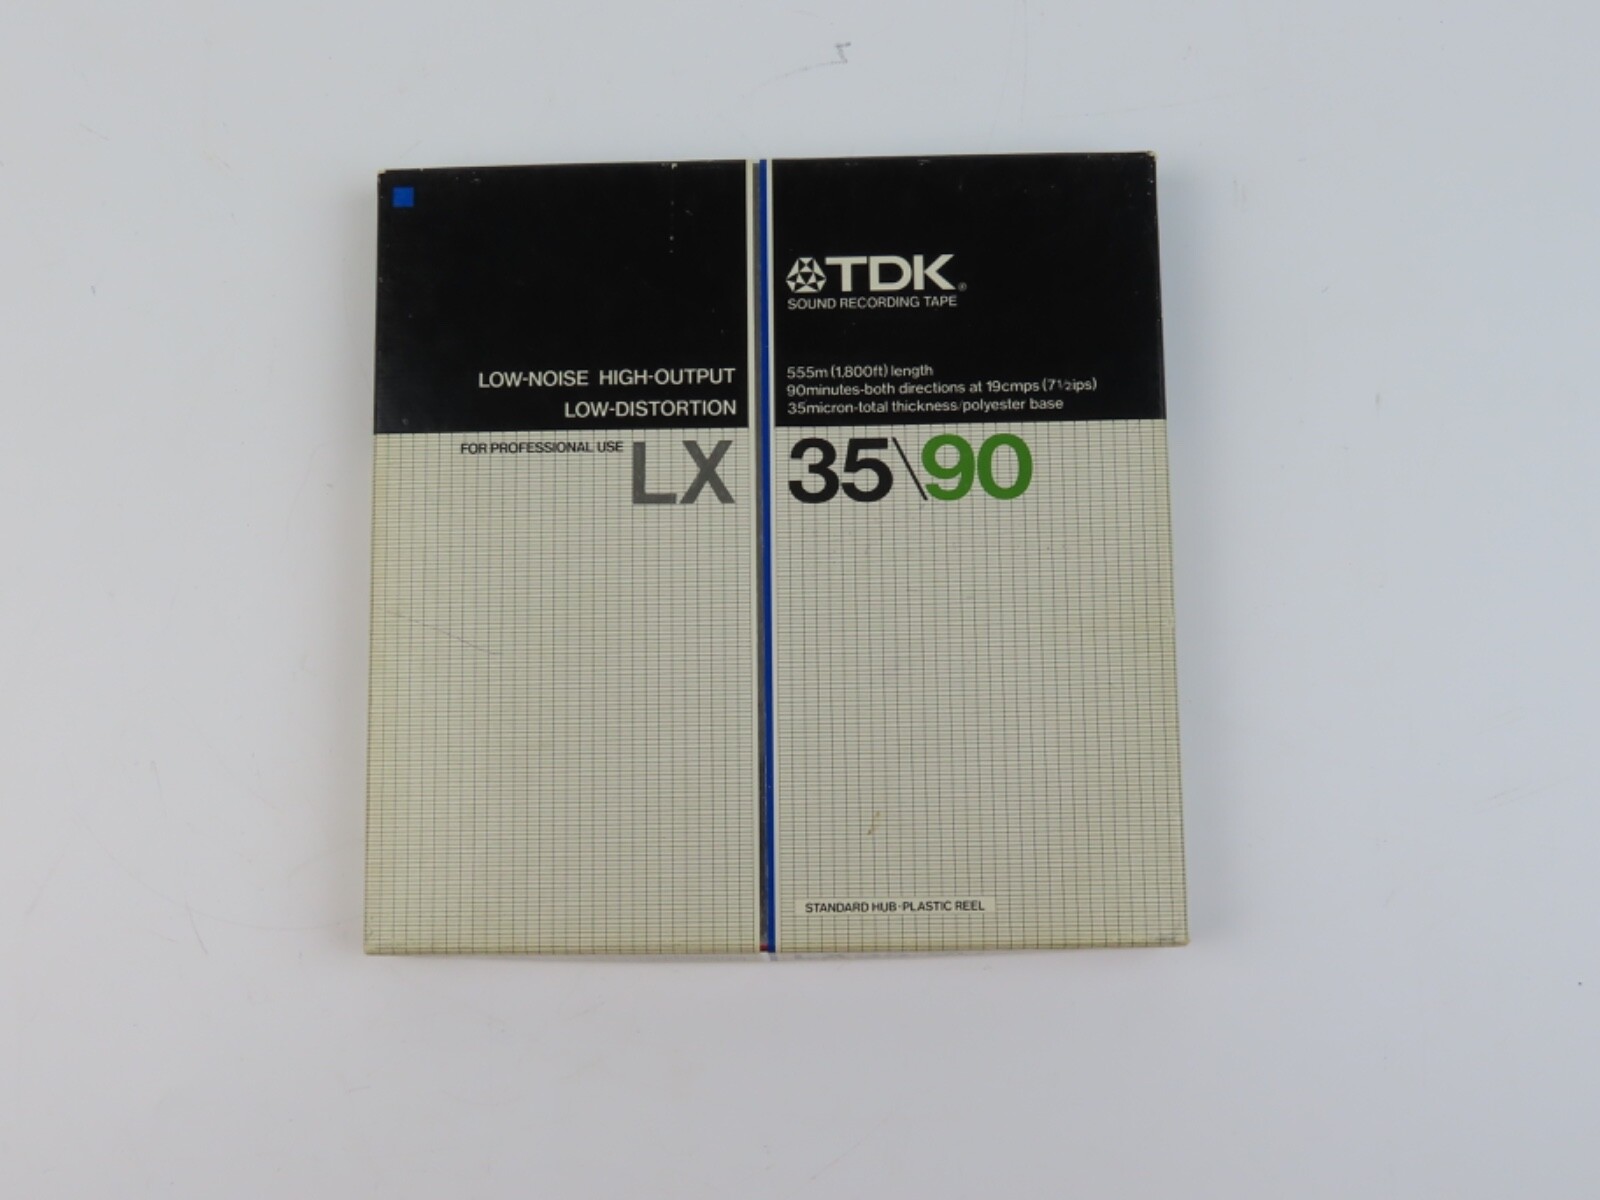 TDK®
SOUND RECORDING TAPE
LOW-NOISE HIGH-OUTPUT
LOW-DISTORTION
555m (1,800ft) length
90minutes-both directions at 19cmps (7½ips)
35micron-total thickness/polyester base
FOR PROFESSIONAL USE
LX 35\90
STANDARD HUB·PLASTIC REEL